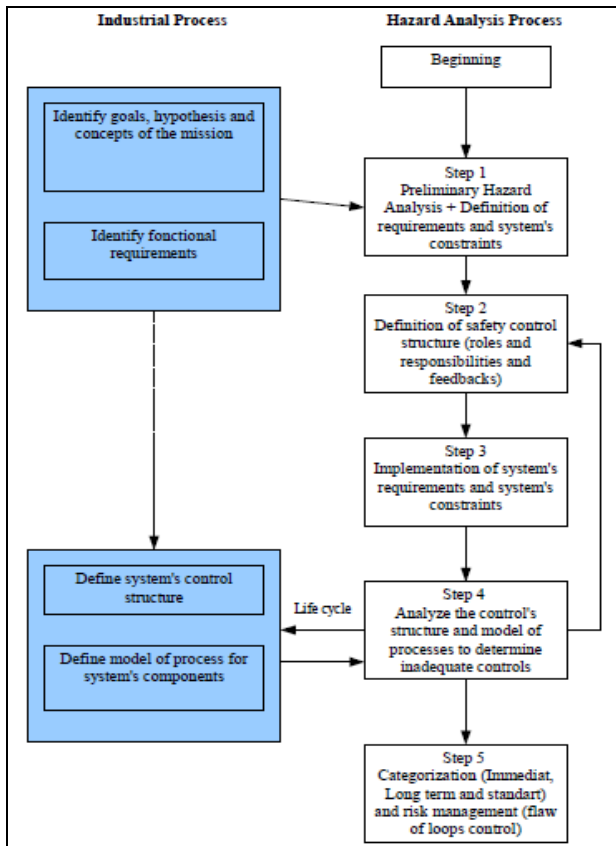 Industrial Process
Hazard Analysis Process
Beginning
Identify goals, hypothesis and
concepts of the mission
Identify fonctional
requirements
Step 1
Preliminary Hazard
Analysis + Definition of
requirements and system's
constraints
Step 2
Definition of safety control
structure (roles and
responsibilities and
feedbacks)
Step 3
Implementation of system's
requirements and system's
constraints
Define system's control
structure
Define model of process for
system's components
Life cycle
Step 4
Analyze the control's
structure and model of
processes to determine
inadequate controls
Step 5
Categorization (Immediat,
Long term and standart)
and risk management (flaw
of loops control)